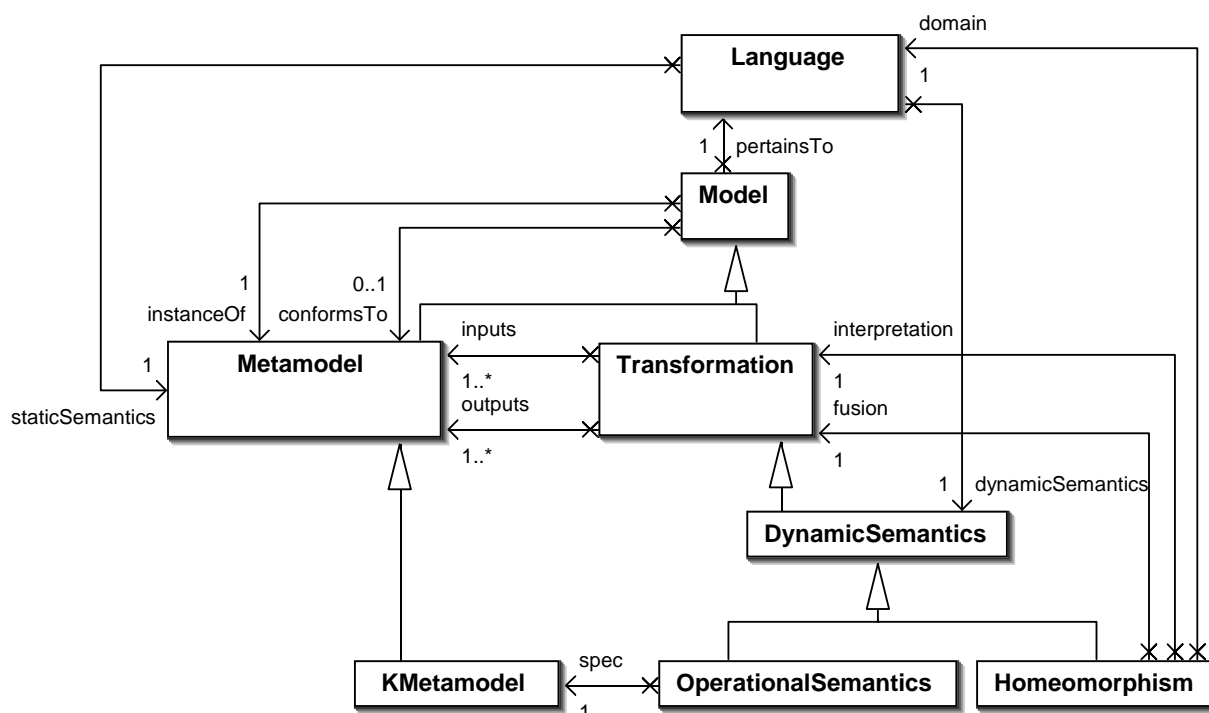 domain
Language
1
1
pertainsTo
Model
1
0..1
instanceOf
conformsTo
inputs
interpretation
Metamodel
Transformation
1
1..*
1
staticSemantics
outputs
fusion
1..*
1
1
dynamicSemantics
DynamicSemantics
spec
KMetamodel
OperationalSemantics
Homeomorphism
1